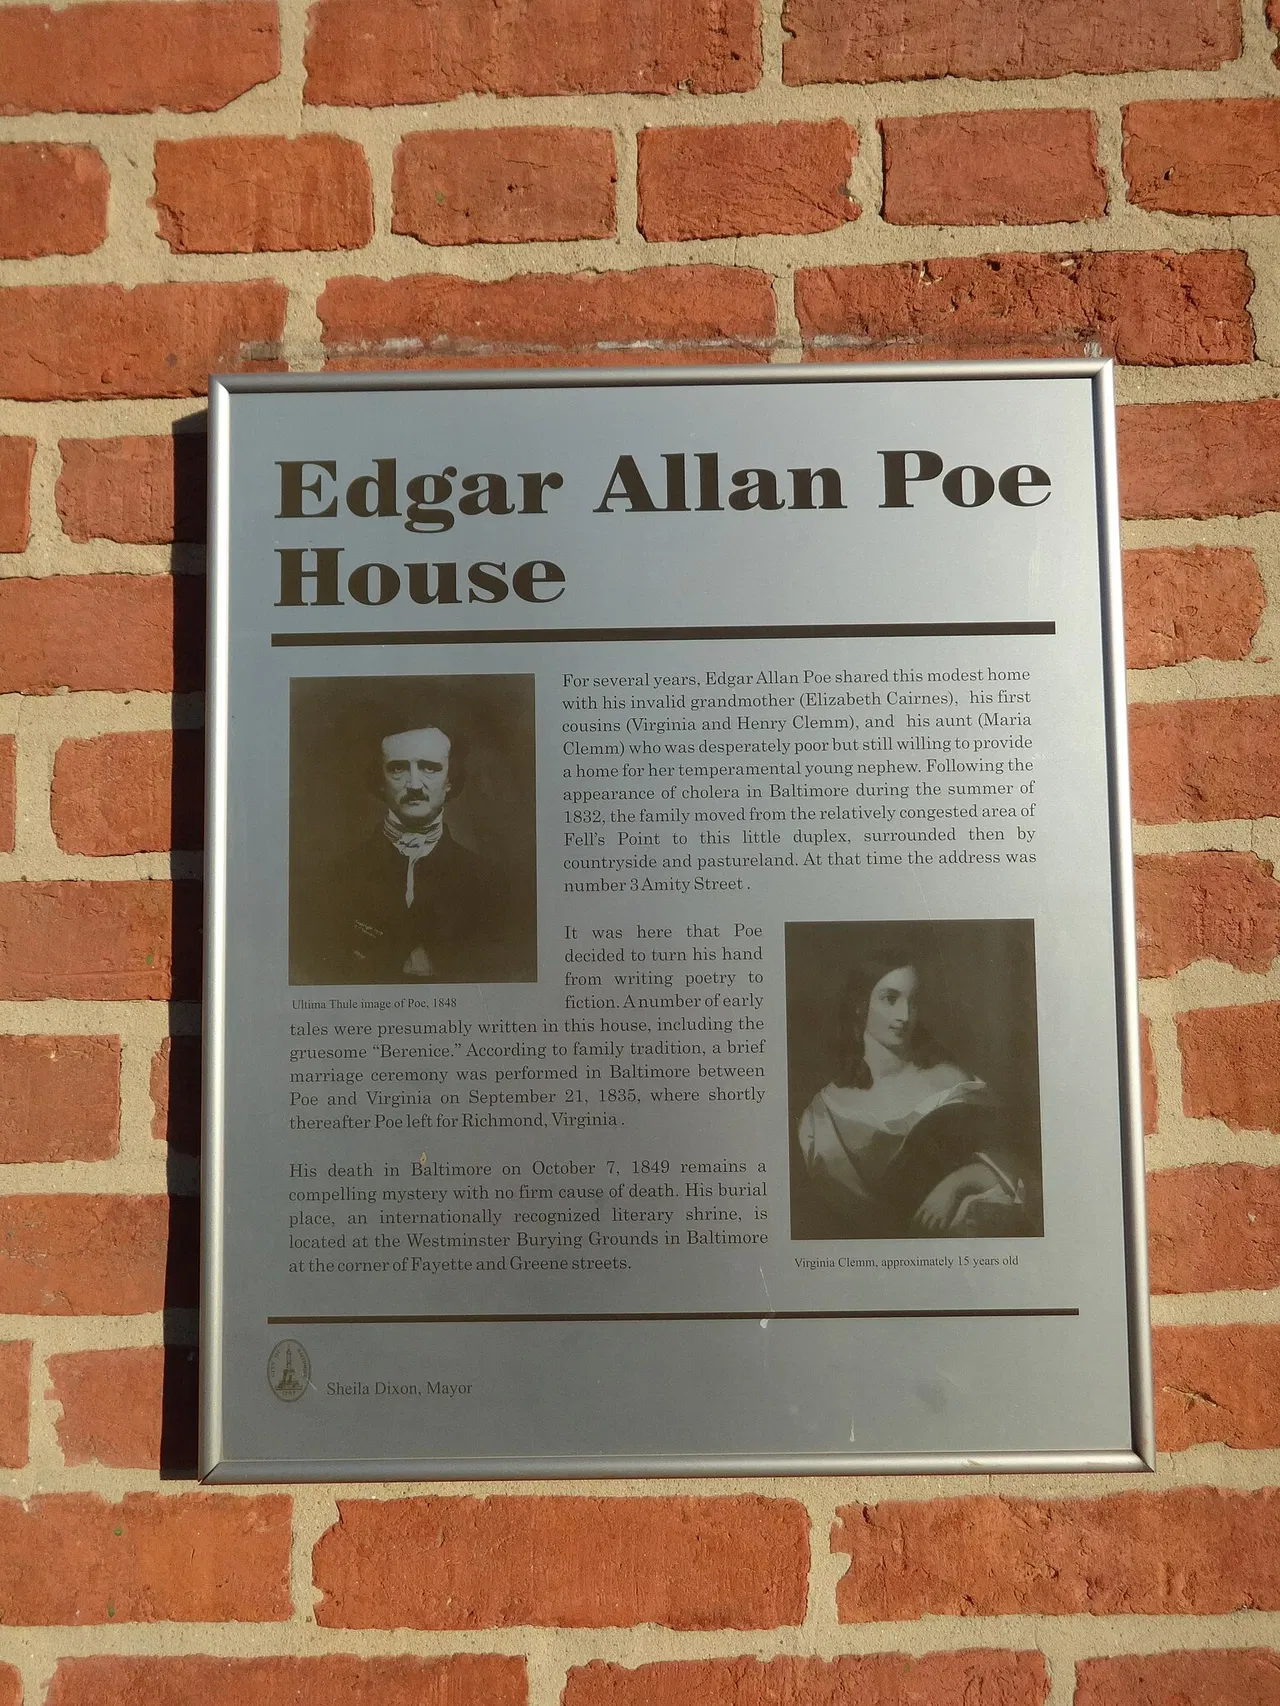 Edgar Allan Poe
House
For several years, Edgar Allan Poe shared this modest home
with his invalid grandmother (Elizabeth Cairnes), his first
cousins (Virginia and Henry Clemm), and his aunt (Maria
Clemm) who was desperately poor but still willing to provide
a home for her temperamental young nephew. Following the
appearance of cholera in Baltimore during the summer of
1832, the family moved from the relatively congested area of
Fell's Point to this little duplex, surrounded then by
countryside and pastureland. At that time the address was
number 3 Amity Street .
Ultima Thule image of Poe, 1848
It was here that Poe
decided to turn his hand
from writing poetry to
fiction. A number of early
tales were presumably written in this house, including the
gruesome “Berenice.” According to family tradition, a brief
marriage ceremony was performed in Baltimore between
Poe and Virginia on September 21, 1835, where shortly
thereafter Poe left for Richmond, Virginia .
His death in Baltimore on October 7, 1849 remains a
compelling mystery with no firm cause of death. His burial
place, an internationally recognized literary shrine, is
located at the Westminster Burying Grounds in Baltimore
at the corner of Fayette and Greene streets.
Virginia Clemm, approximately 15 years old
Sheila Dixon, Mayor